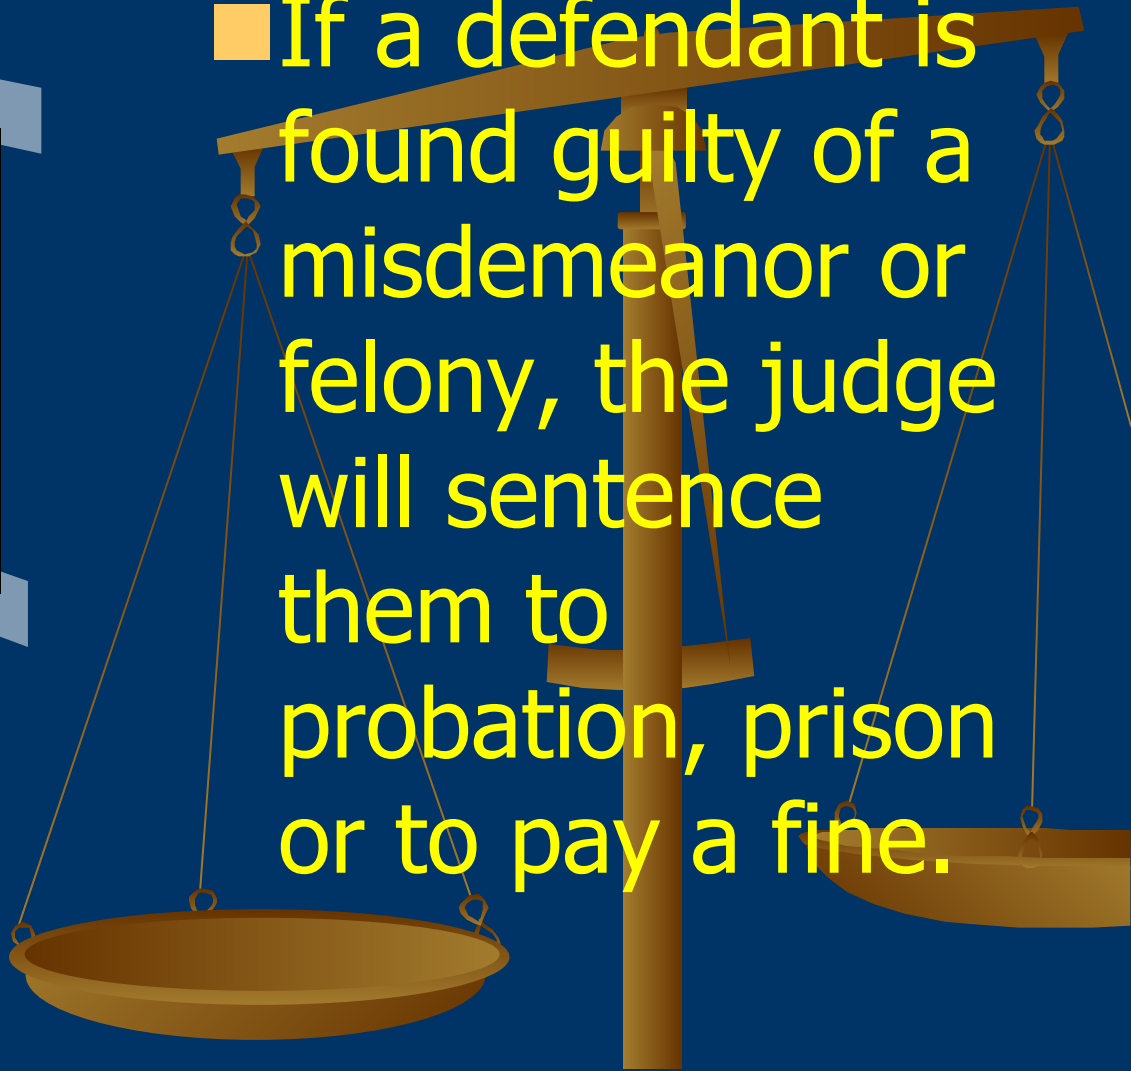 If a defendant is
found guilty of a
misdemeanor or
felony, the judge
will sentence
them to
probation, prison
or to pay a fine.